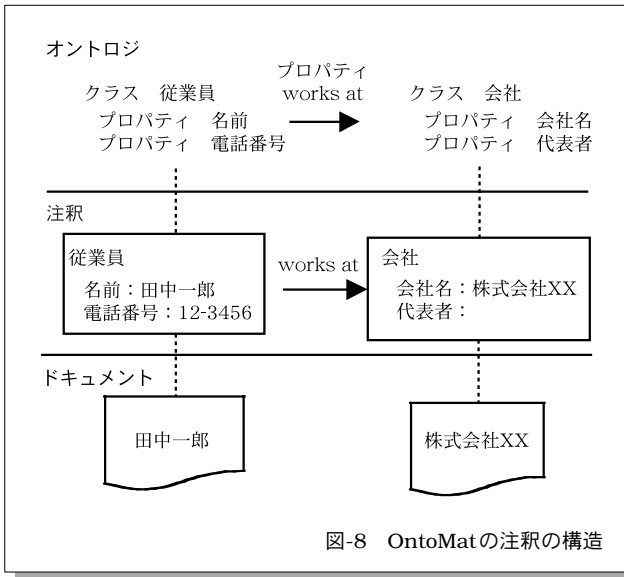 オントロジ
プロパティ
クラス　従業員
works at
クラス　会社
プロパティ　名前
プロパティ　会社名
プロパティ　電話番号
プロパティ　代表者
注釈
従業員
works at
会社
名前：田中一郎
会社名：株式会社XX
電話番号：12-3456
代表者：
ドキュメント
田中一郎
株式会社XX
図-8　OntoMatの注釈の構造